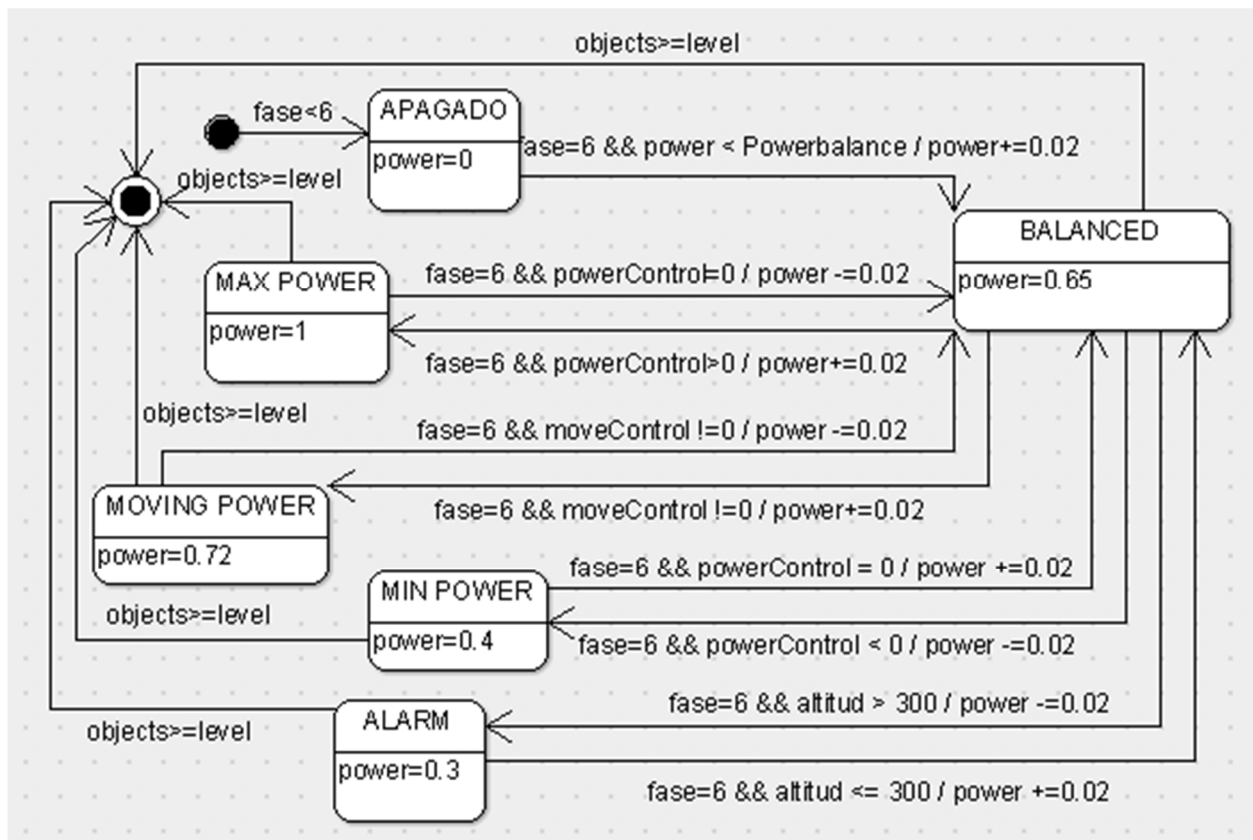 objects>=level
fase<6
APAGADO
power=0
fase=6 && power < Powerbalance / power+=0.02
objects>=level
BALANCED
power=0.65
MAX POWER
power=1
fase=6 && powerControl=0 / power -=0.02
fase=6 && powerControl>0 / power+=0.02
objects>=level
fase=6 && moveControl !=0 / power -=0.02
MOVING POWER
power=0.72
fase=6 && moveControl !=0 / power+=0.02
fase=6 && powerControl = 0 / power +=0.02
MIN POWER
power=0.4
objects>=level
fase=6 && powerControl < 0 / power -=0.02
fase=6 && altitud > 300 / power -=0.02
ALARM
power=0.3
objects>=level
fase=6 && altitud <= 300 / power +=0.02